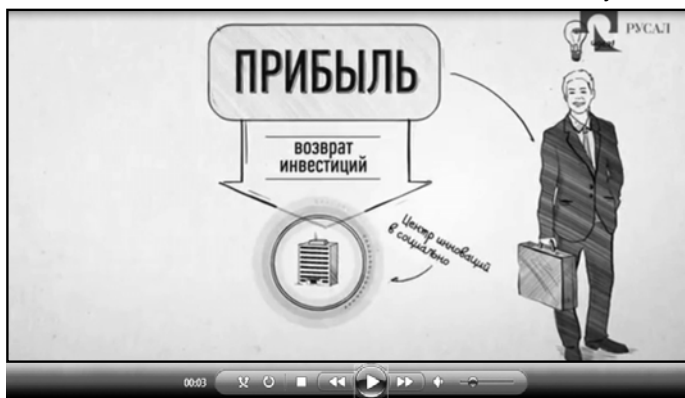 РУСАЛ
ПРИБЫЛЬ
возврат
инвестиций
Центр инноваций
в социально
00:03